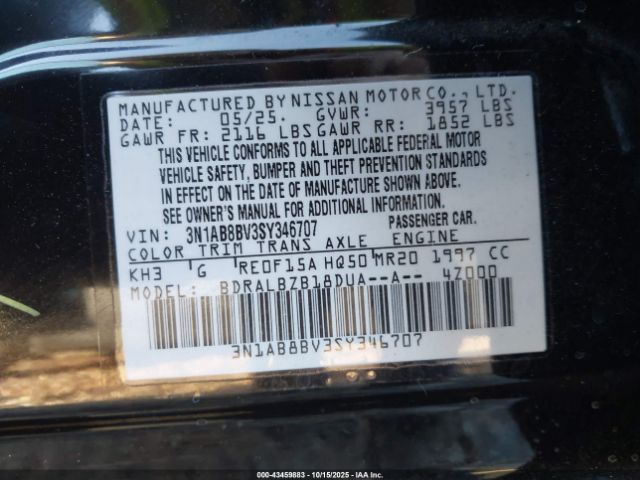 MANUFACTURED BY NISSAN MOTOR CO., LTD.
DATE: 05/25. GVWR: 3957 LBS
GAWR FR: 2116 LBS GAWR RR: 1852 LBS
THIS VEHICLE CONFORMS TO ALL APPLICABLE FEDERAL MOTOR
VEHICLE SAFETY, BUMPER AND THEFT PREVENTION STANDARDS
IN EFFECT ON THE DATE OF MANUFACTURE SHOWN ABOVE.
SEE OWNER'S MANUAL FOR ADDITIONAL INFORMATION.
VIN: 3N1AB8BV3SY346707 PASSENGER CAR.
COLOR TRIM TRANS AXLE ENGINE
KH3 G RE0F15A HQ50 MR20 1997 CC
MODEL BDRALBZB18DUA--A-- 4Z000
3N1AB8BV3SY346707
© 43459883 - 10/15/2025 - IAA Inc.